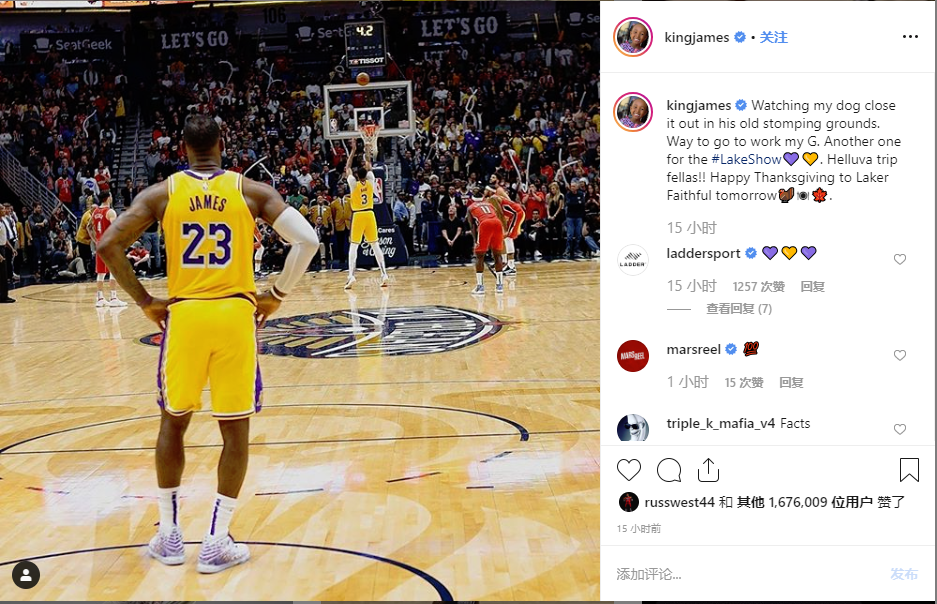 106
SeatGeek
LET'S GO
LET'S GO
4.2
TISSOT
JAMES
23
3
kingjames • 关注
kingjames Watching my dog close
it out in his old stomping grounds.
Way to go to work my G. Another one
for the #LakeShow💜💛. Helluva trip
fellas!! Happy Thanksgiving to Laker
Faithful tomorrow🦃🍽🍁.
15 小时
LADDER
laddersport 💜💛💜
15 小时 1257 次赞 回复
查看回复 (7)
MARSREEL
marsreel 💯
1 小时 15 次赞 回复
triple_k_mafia_v4 Facts
russwest44 和 其他 1,676,009 位用户 赞了
15 小时前
添加评论... 发布